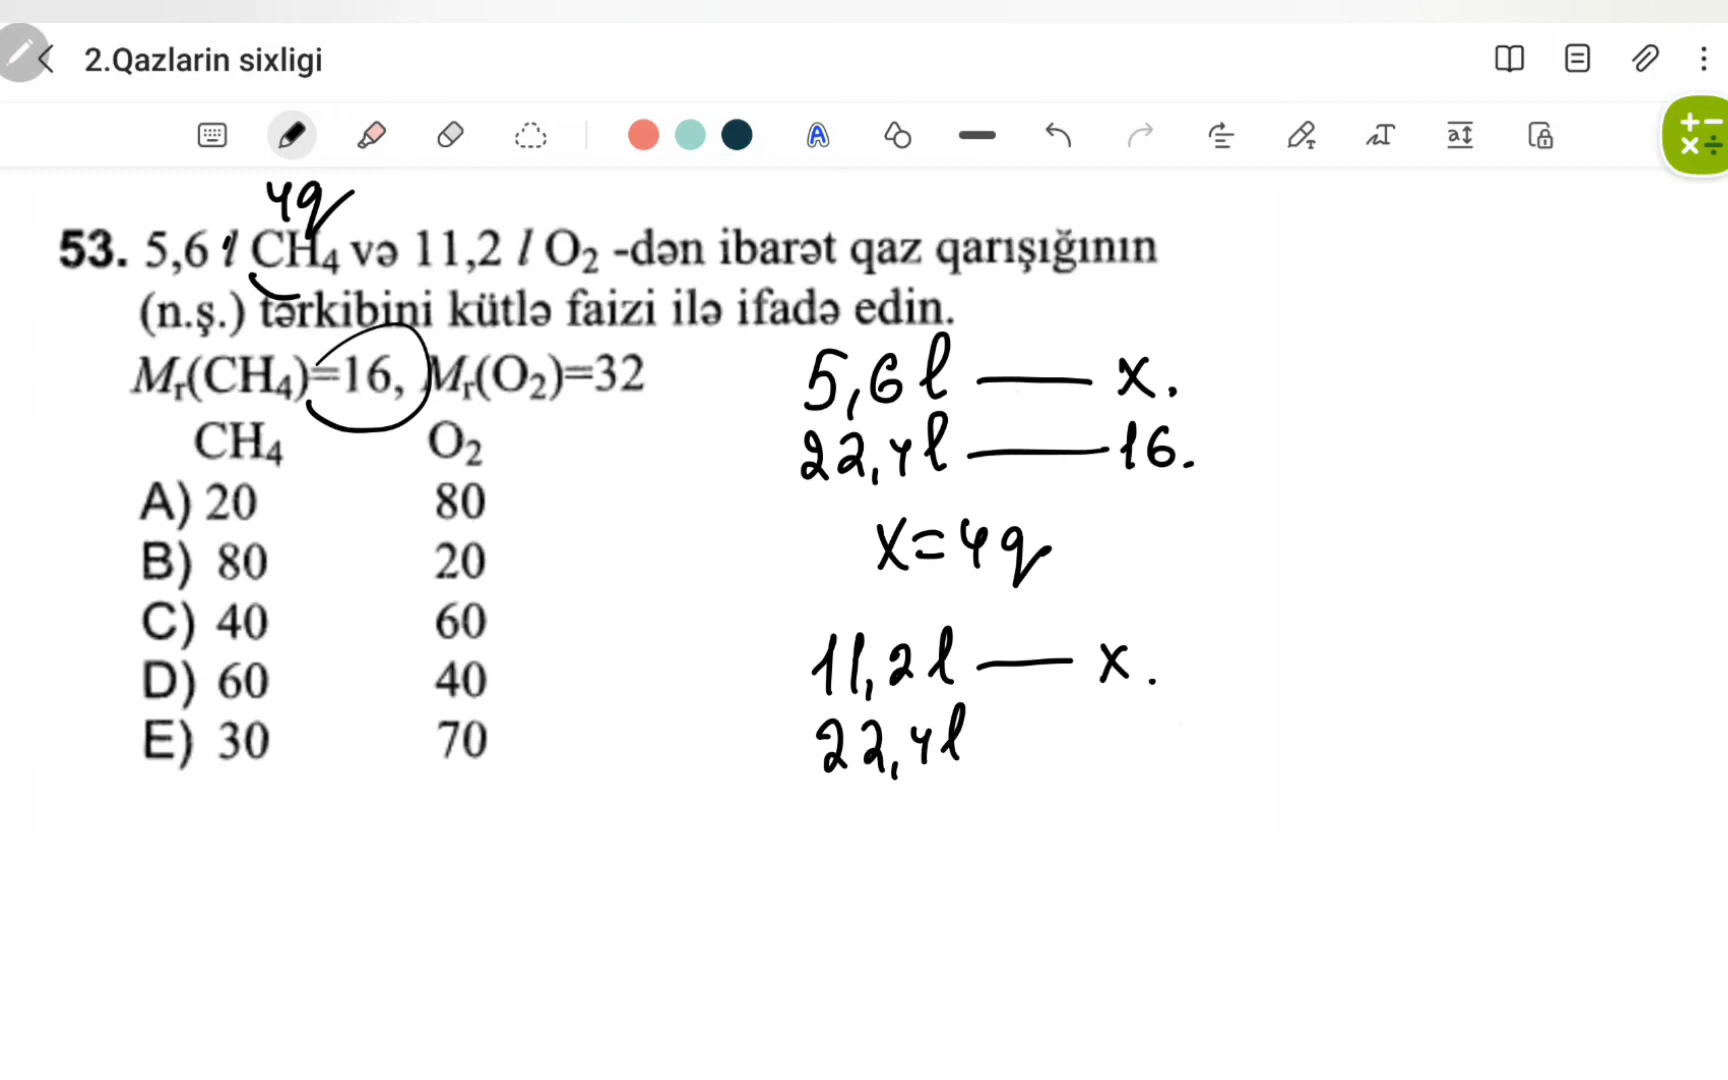 2.Qazlarin sixligi
4q
53. 5,6 l CH₄ və 11,2 l O₂ -dən ibarət qaz qarışığının
(n.ş.) tərkibini kütlə faizi ilə ifadə edin.
Mr(CH₄)=16, Mr(O₂)=32
CH₄ O₂
A) 20 80
B) 80 20
C) 40 60
D) 60 40
E) 30 70
5,6 l — x.
22,4 l — 16.
x=4q
11,2 l — x.
22,4 l